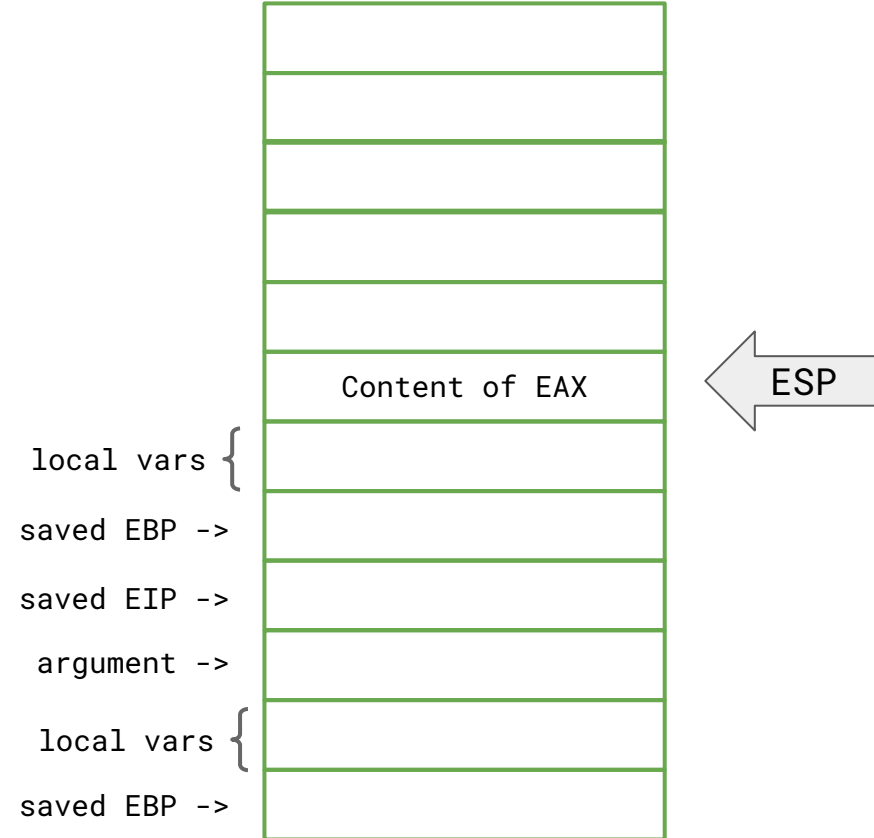 Content of EAX
ESP
local vars
saved EBP ->
saved EIP ->
argument ->
local vars
saved EBP ->